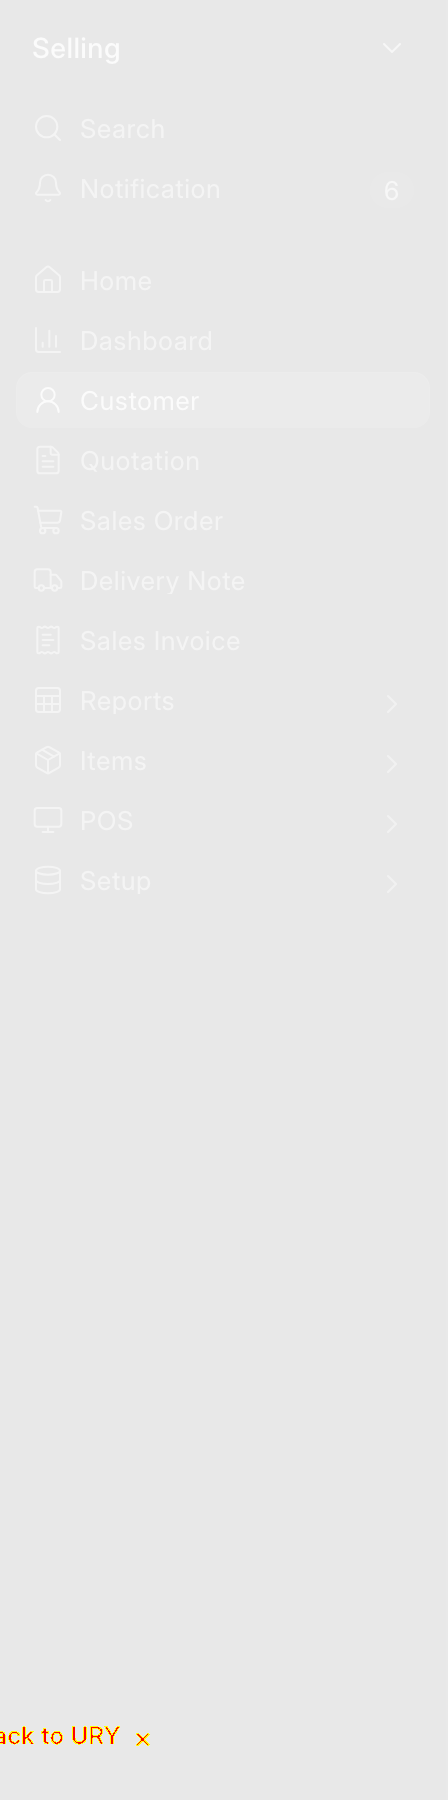 Selling
Search
Notification 6
Home
Dashboard
Customer
Quotation
Sales Order
Delivery Note
Sales Invoice
Reports
Items
POS
Setup
ack to URY ×